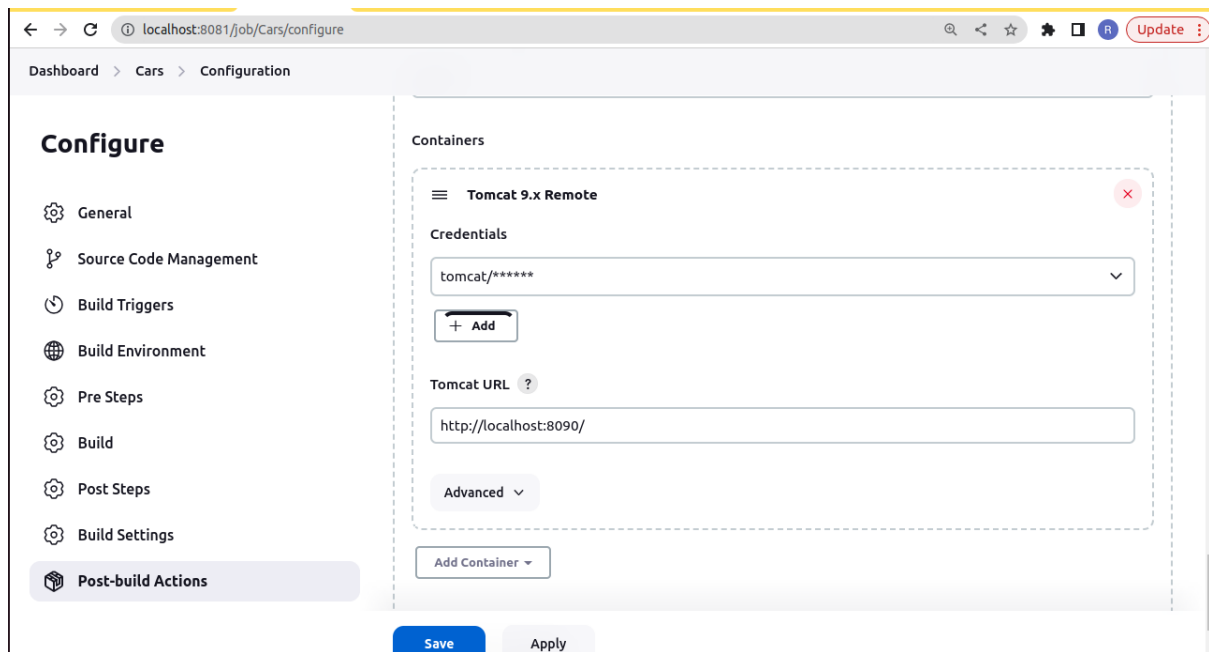 localhost:8081/job/Cars/configure
R
Update
Dashboard > Cars > Configuration
Configure
General
Source Code Management
Build Triggers
Build Environment
Pre Steps
Build
Post Steps
Build Settings
Post-build Actions
Containers
Tomcat 9.x Remote
Credentials
tomcat/******
+ Add
Tomcat URL ?
http://localhost:8090/
Advanced
Add Container
Save
Apply